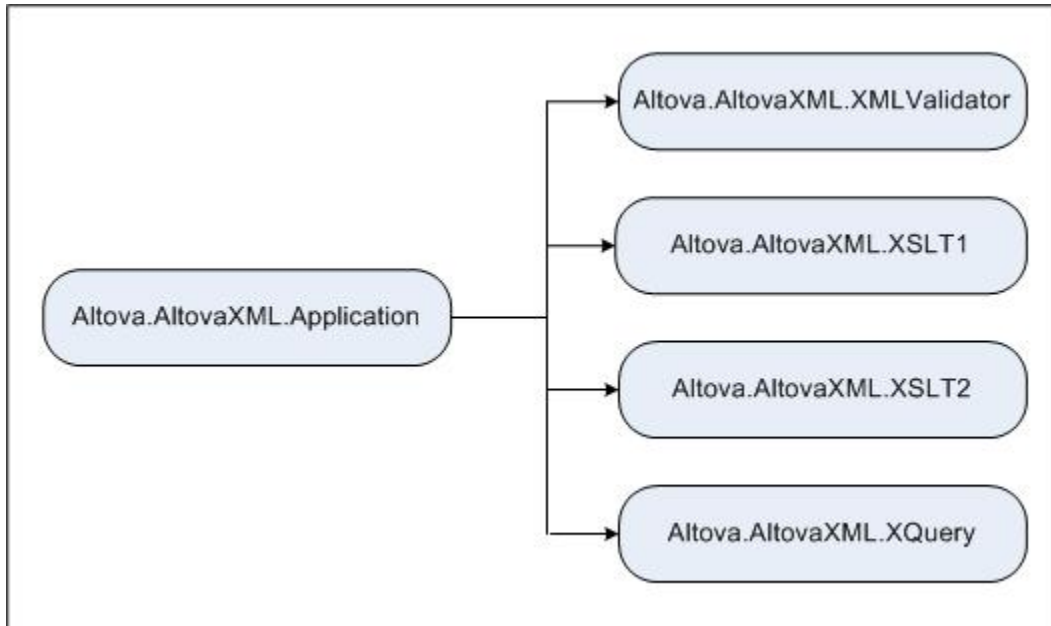 Altova.AltovaXML.XMLValidator
Altova.AltovaXML.XSLT1
Altova.AltovaXML.Application
Altova.AltovaXML.XSLT2
Altova.AltovaXML.XQuery